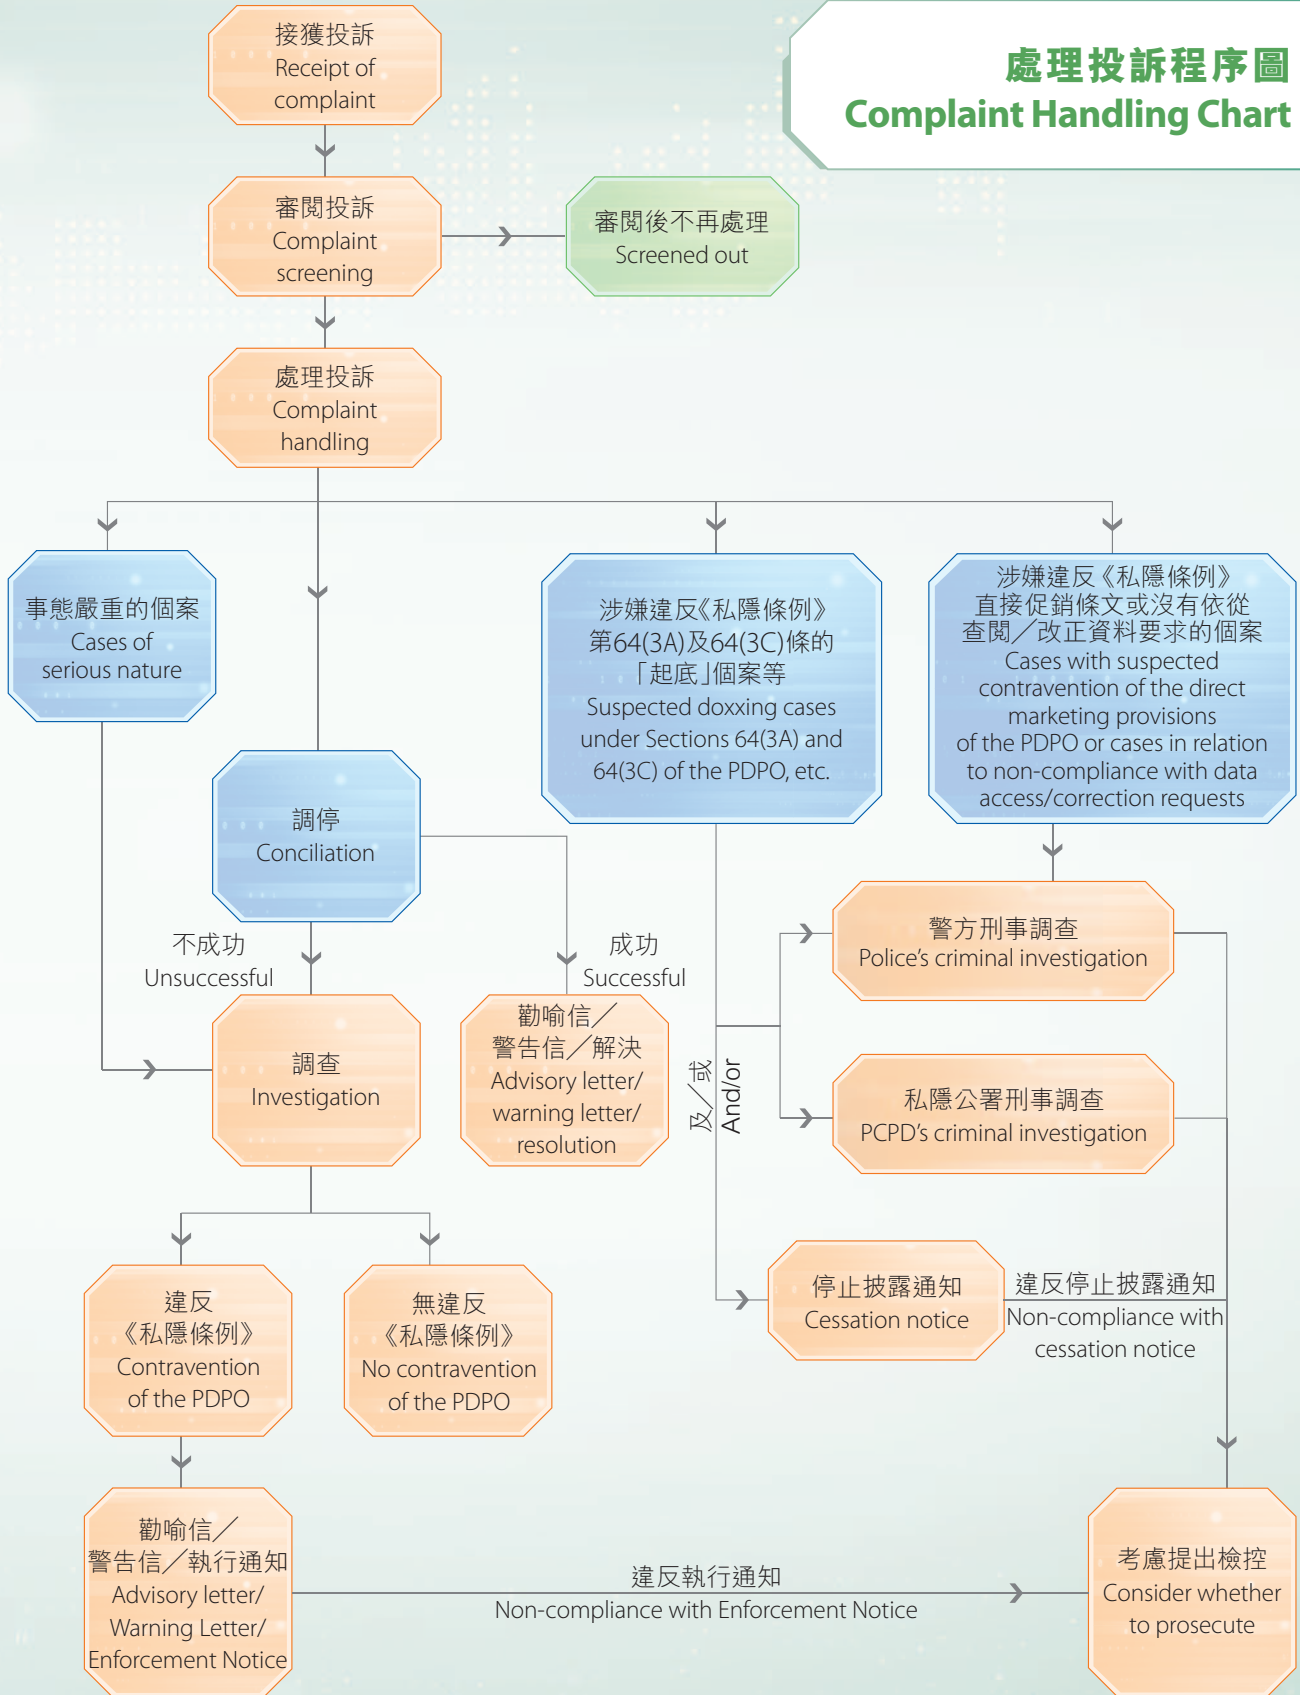 處理投訴程序圖
Complaint Handling Chart
接獲投訴
Receipt of
complaint
審閱投訴
Complaint
screening
審閱後不再處理
Screened out
處理投訴
Complaint
handling
事態嚴重的個案
Cases of
serious nature
涉嫌違反《私隱條例》
第64(3A)及64(3C)條的
「起底」個案等
Suspected doxxing cases
under Sections 64(3A) and
64(3C) of the PDPO, etc.
涉嫌違反《私隱條例》
直接促銷條文或沒有依從
查閱／改正資料要求的個案
Cases with suspected
contravention of the direct
marketing provisions
of the PDPO or cases in relation
to non-compliance with data
access/correction requests
調停
Conciliation
不成功
Unsuccessful
成功
Successful
警方刑事調查
Police's criminal investigation
調查
Investigation
勸喻信／
警告信／解決
Advisory letter/
warning letter/
resolution
及／或
And/or
私隱公署刑事調查
PCPD's criminal investigation
停止披露通知
Cessation notice
違反停止披露通知
Non-compliance with
cessation notice
違反
《私隱條例》
Contravention
of the PDPO
無違反
《私隱條例》
No contravention
of the PDPO
勸喻信／
警告信／執行通知
Advisory letter/
Warning Letter/
Enforcement Notice
違反執行通知
Non-compliance with Enforcement Notice
考慮提出檢控
Consider whether
to prosecute